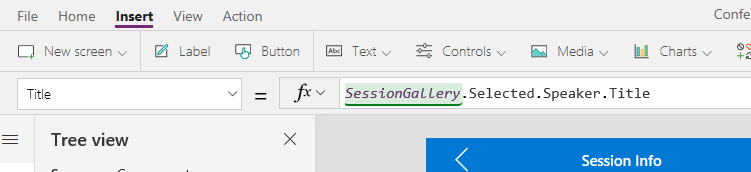 File Home Insert View Action Confe
New screen Label Button Abc Text Controls Media Charts
Title = fx SessionGallery.Selected.Speaker.Title
Tree view
Session Info